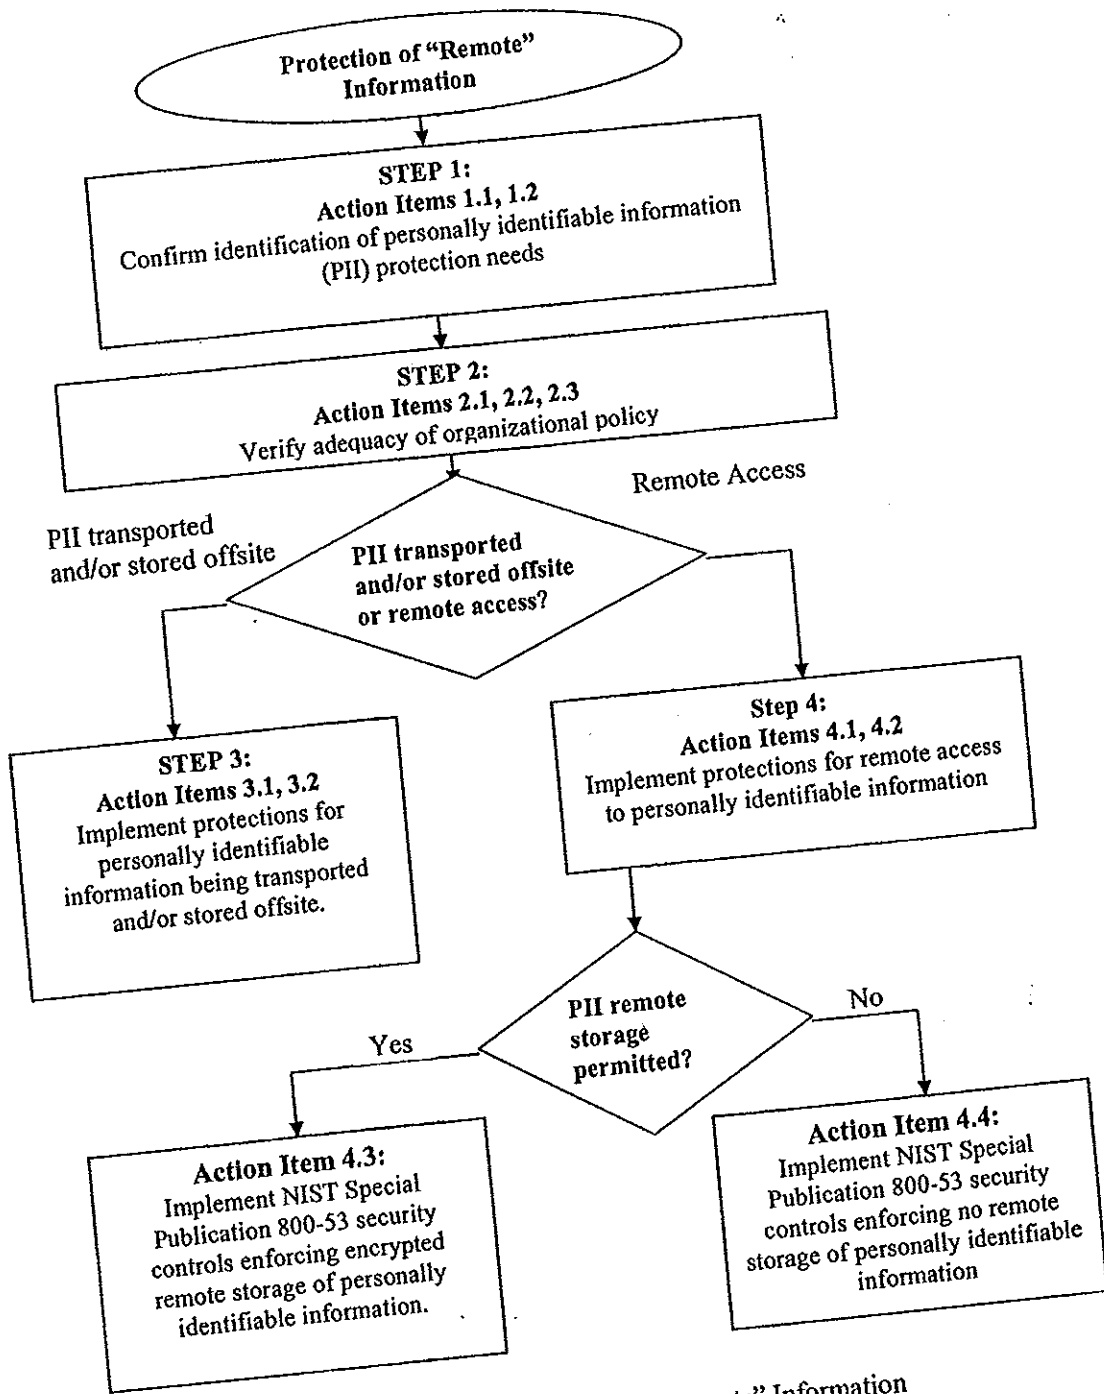 Protection of “Remote”
Information
STEP 1:
Action Items 1.1, 1.2
Confirm identification of personally identifiable information
(PII) protection needs
STEP 2:
Action Items 2.1, 2.2, 2.3
Verify adequacy of organizational policy
Remote Access
PII transported
and/or stored offsite
PII transported
and/or stored offsite
or remote access?
STEP 3:
Action Items 3.1, 3.2
Implement protections for
personally identifiable
information being transported
and/or stored offsite.
Step 4:
Action Items 4.1, 4.2
Implement protections for remote access
to personally identifiable information
PII remote
storage
permitted?
Yes
No
Action Item 4.3:
Implement NIST Special
Publication 800-53 security
controls enforcing encrypted
remote storage of personally
identifiable information.
Action Item 4.4:
Implement NIST Special
Publication 800-53 security
controls enforcing no remote
storage of personally identifiable
information
Information